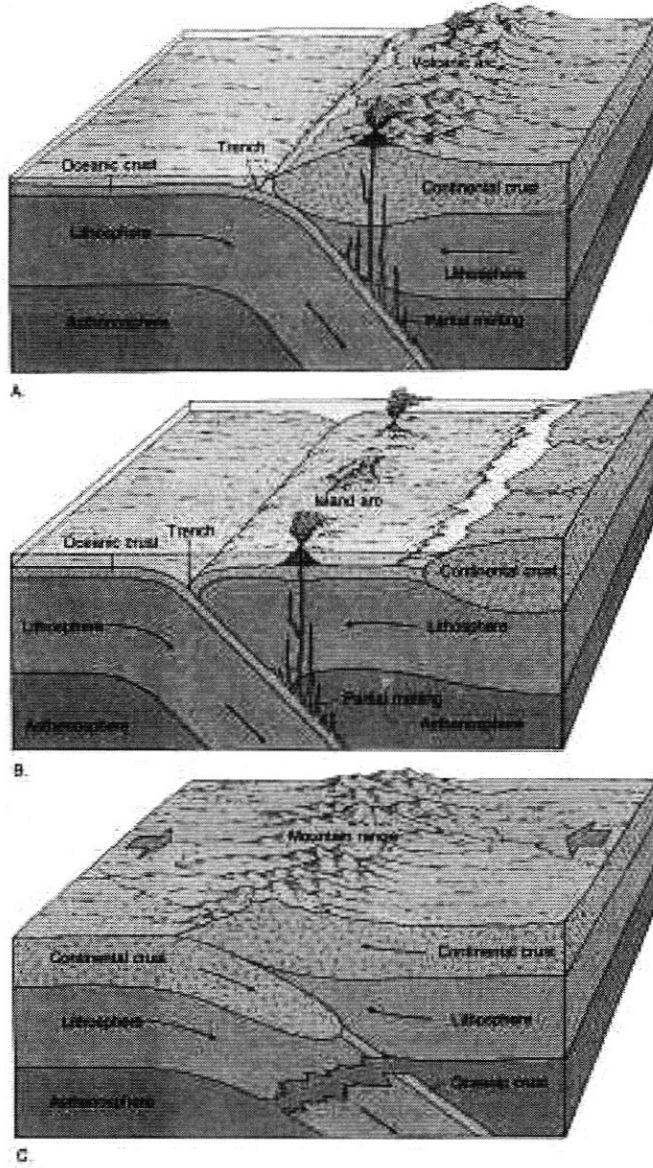 Volcanic arc
Trench
Oceanic crust
Continental crust
Lithosphere
Lithosphere
Asthenosphere
Partial melting
A.
Island arc
Trench
Oceanic crust
Continental crust
Lithosphere
Lithosphere
Partial melting
Asthenosphere
Asthenosphere
B.
Mountain range
Continental crust
Continental crust
Lithosphere
Lithosphere
Oceanic crust
Asthenosphere
C.